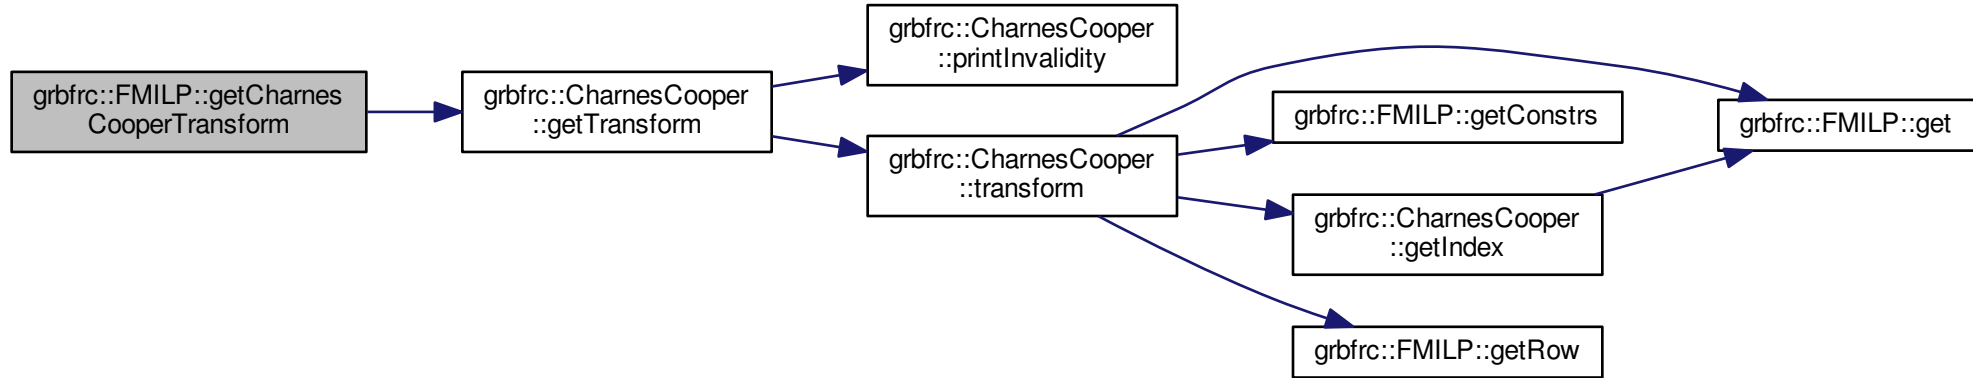 grbfrc::FMILP::getCharnes
CooperTransform
grbfrc::CharnesCooper
::getTransform
grbfrc::CharnesCooper
::printInvalidity
grbfrc::CharnesCooper
::transform
grbfrc::FMILP::getConstrs
grbfrc::CharnesCooper
::getIndex
grbfrc::FMILP::getRow
grbfrc::FMILP::get